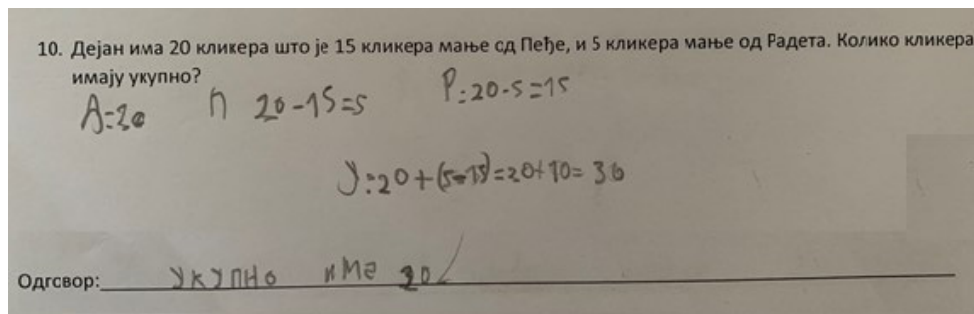 10. Дејан има 20 кликера што је 15 кликера мање од Пеђе, и 5 кликера мање од Радета. Колико кликера
имају укупно?
Д=20 П 20-15=5 Р:20-5=15
У:20+(5-15)=20+10=30
Одговор: УКУПНО имa 30